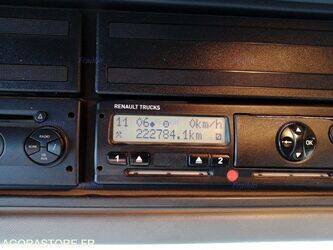 RENAULT TRUCKS
11:06 0km/h
222784.1km
1 2
OK
AGORASTORE.FR